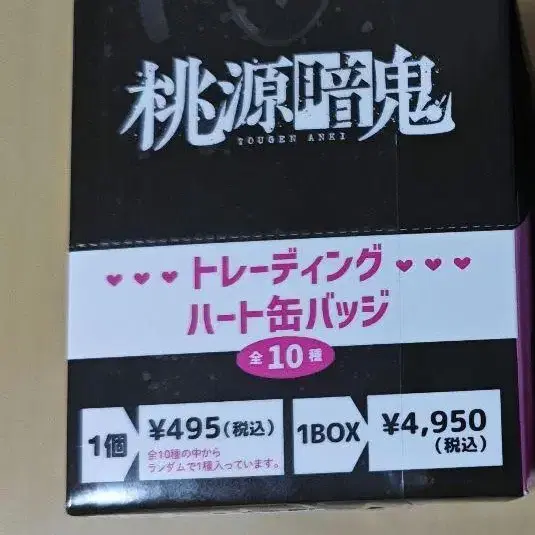 桃源暗鬼
TOUGEN ANKI
♥ ♥ ♥ トレーディング ♥ ♥ ♥
ハート缶バッジ
全10種
1個
¥495(税込)
全10種の中から
ランダムで1種入っています。
1BOX
¥4,950
(税込)